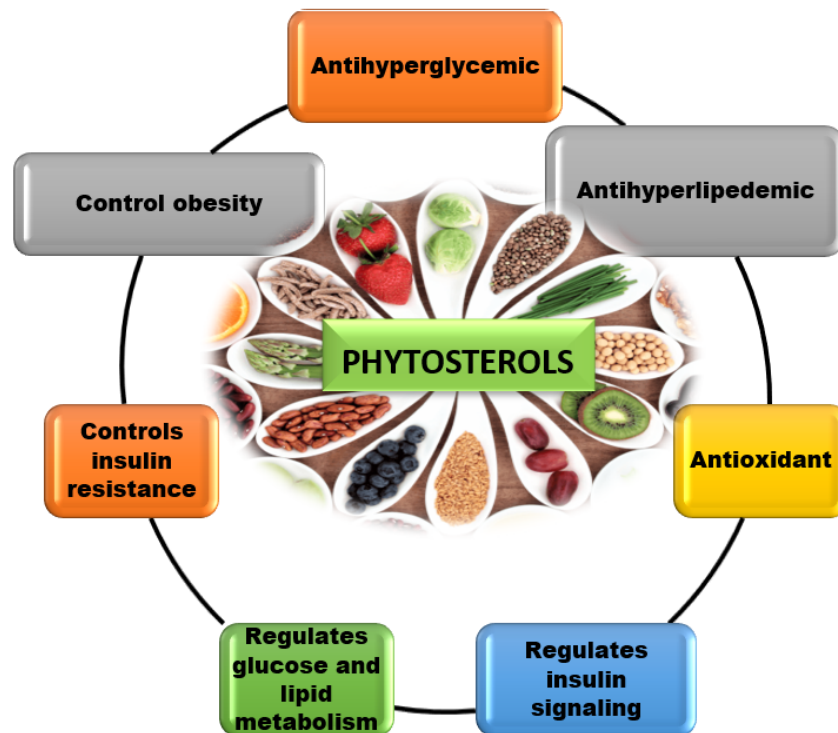 Antihyperglycemic
Control obesity
Antihyperlipedemic
PHYTOSTEROLS
Controls
insulin
resistance
Antioxidant
Regulates
glucose and
lipid
metabolism
Regulates
insulin
signaling